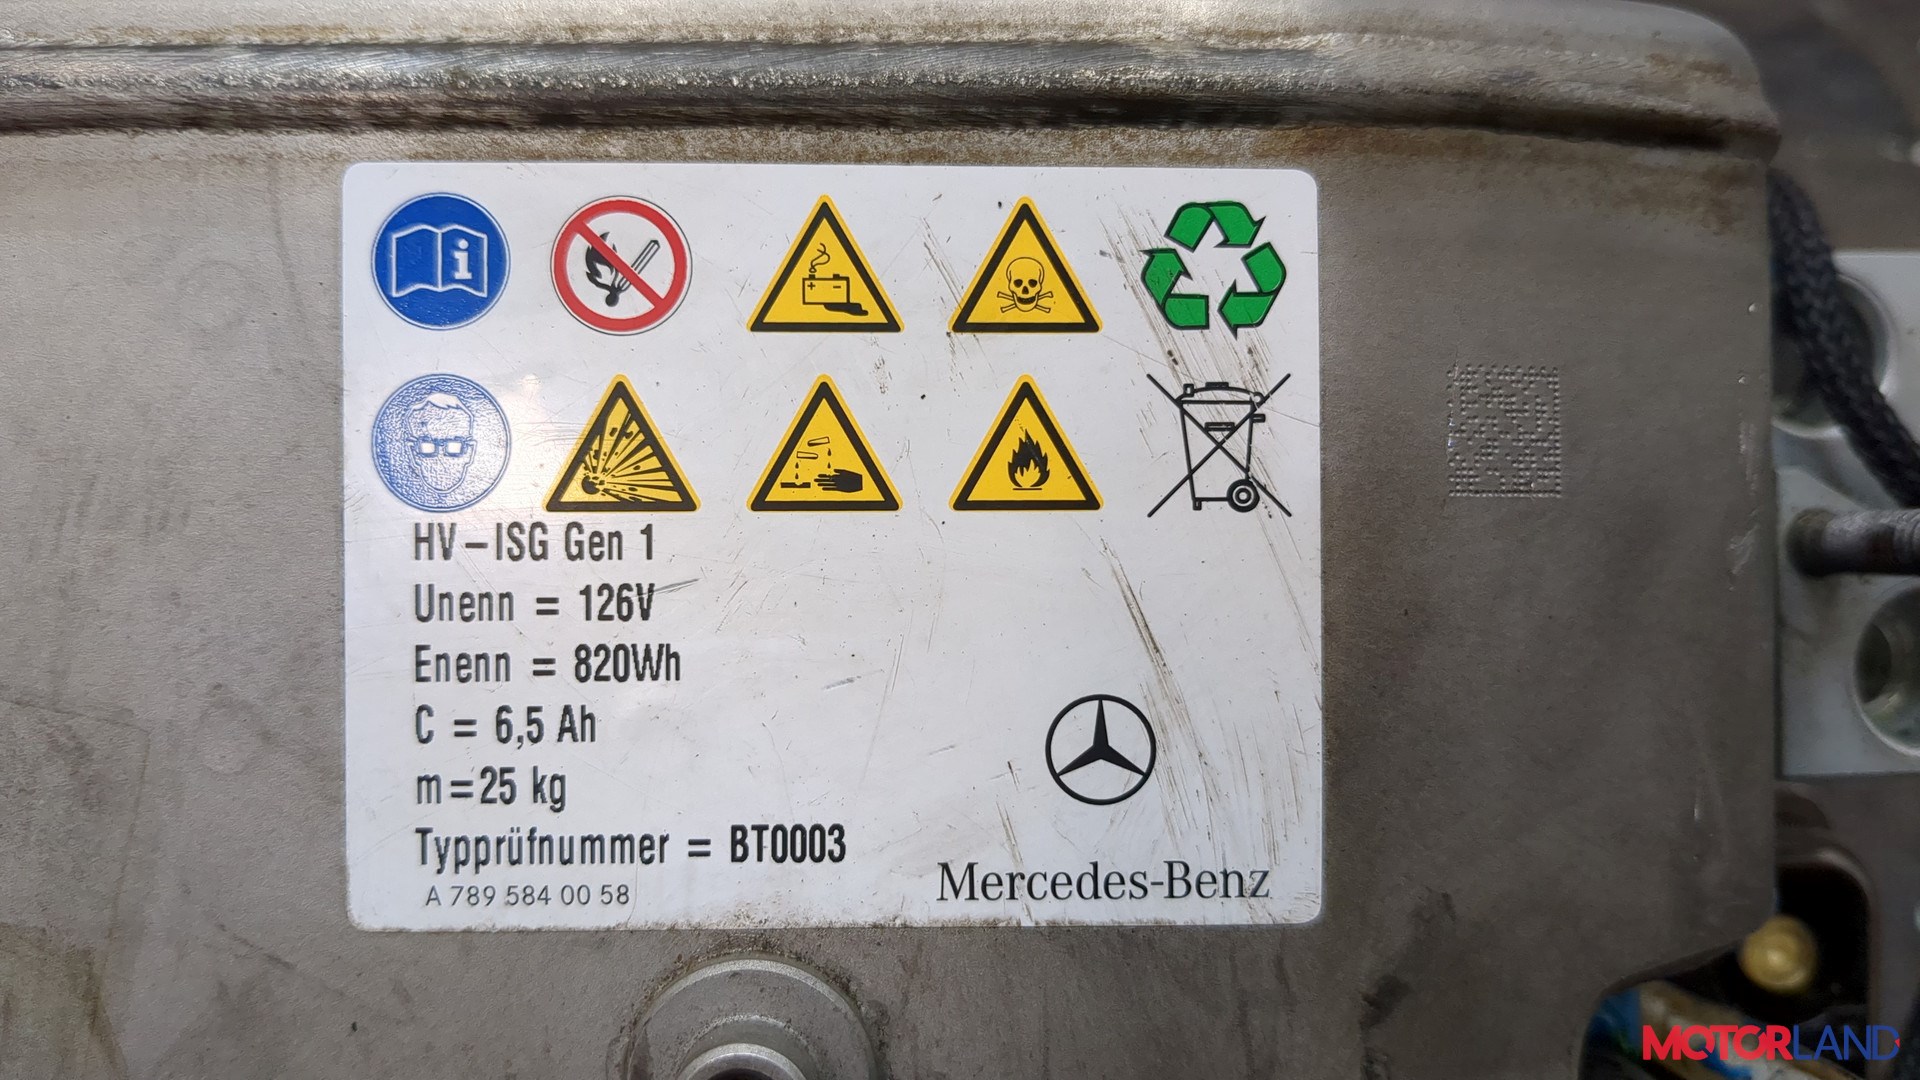 HV-ISG Gen 1
Unenn = 126V
Enenn = 820Wh
C = 6,5 Ah
m=25 kg
Typprüfnummer = BT0003
A 789 584 00 58
Mercedes-Benz
MOTORLAND